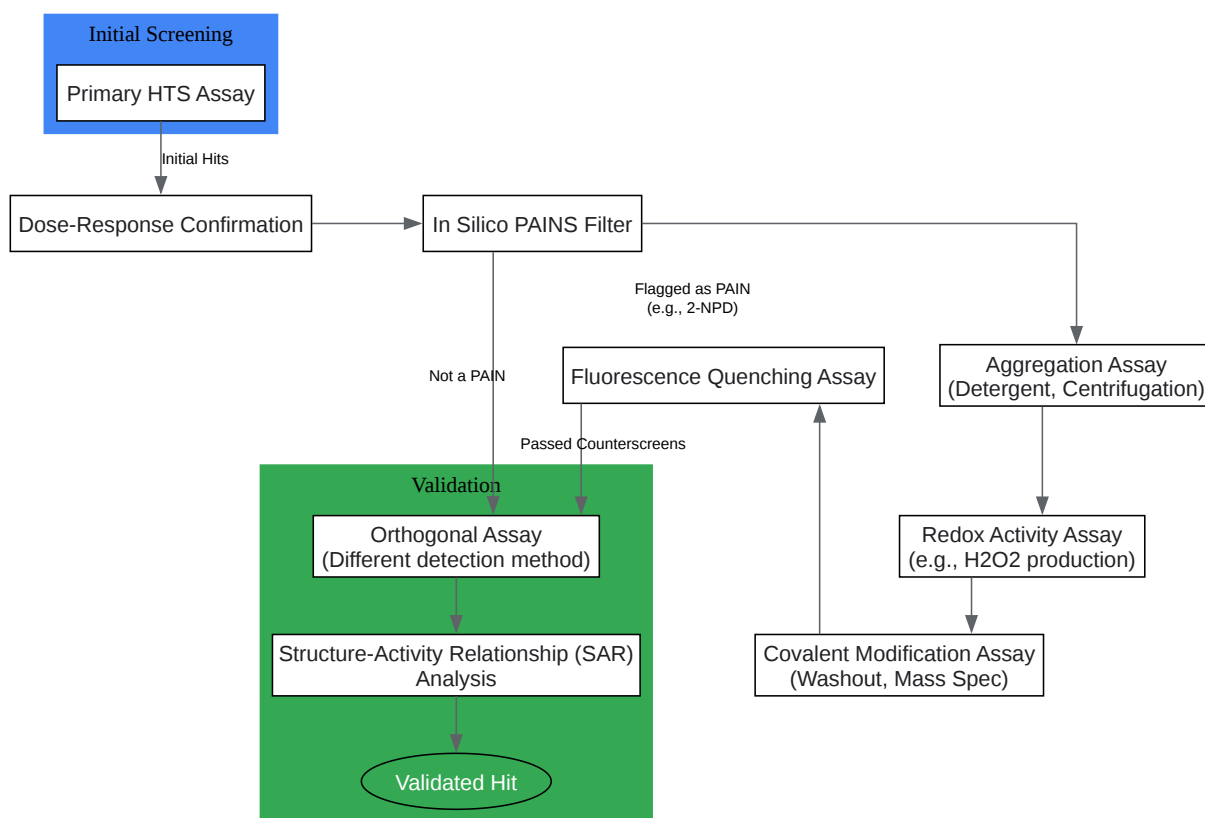 Initial Screening
Primary HTS Assay
Initial Hits
Dose-Response Confirmation
In Silico PAINS Filter
Flagged as PAIN
(e.g., 2-NPD)
Not a PAIN
Fluorescence Quenching Assay
Aggregation Assay
(Detergent, Centrifugation)
Passed Counterscreens
Validation
Orthogonal Assay
(Different detection method)
Redox Activity Assay
(e.g., H2O2 production)
Structure-Activity Relationship (SAR)
Analysis
Covalent Modification Assay
(Washout, Mass Spec)
Validated Hit